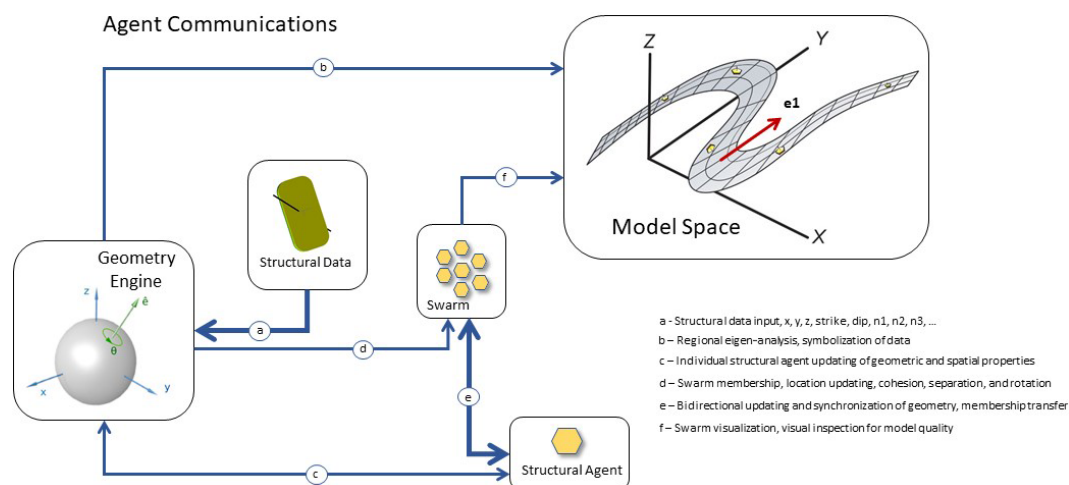 Agent Communications
b
Z
Y
e1
X
Model Space
f
Structural Data
Geometry
Engine
z
ê
θ
x
y
a
d
Swarm
e
c
Structural Agent
a - Structural data input, x, y, z, strike, dip, n1, n2, n3, ...
b – Regional eigen-analysis, symbolization of data
c – Individual structural agent updating of geometric and spatial properties
d – Swarm membership, location updating, cohesion, separation, and rotation
e – Bidirectional updating and synchronization of geometry, membership transfer
f – Swarm visualization, visual inspection for model quality